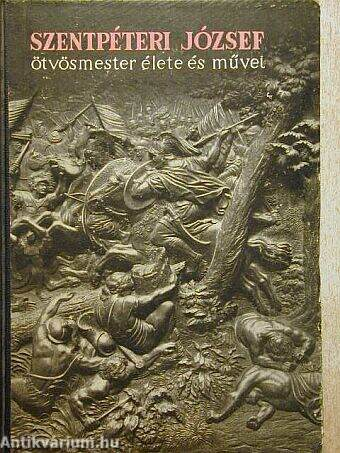 SZENTPÉTERI JÓZSEF
ötvösmester élete és művei
Antikvarium.hu